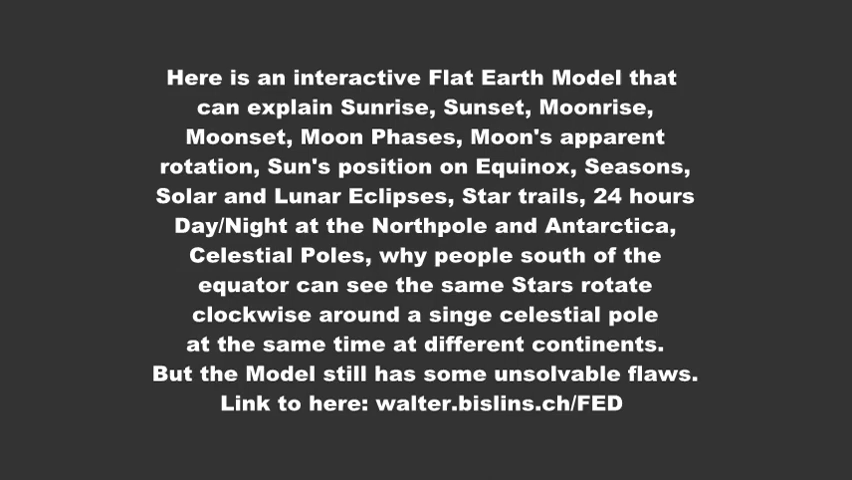 Here is an interactive Flat Earth Model that
can explain Sunrise, Sunset, Moonrise,
Moonset, Moon Phases, Moon's apparent
rotation, Sun's position on Equinox, Seasons,
Solar and Lunar Eclipses, Star trails, 24 hours
Day/Night at the Northpole and Antarctica,
Celestial Poles, why people south of the
equator can see the same Stars rotate
clockwise around a singe celestial pole
at the same time at different continents.
But the Model still has some unsolvable flaws.
Link to here: walter.bislins.ch/FED